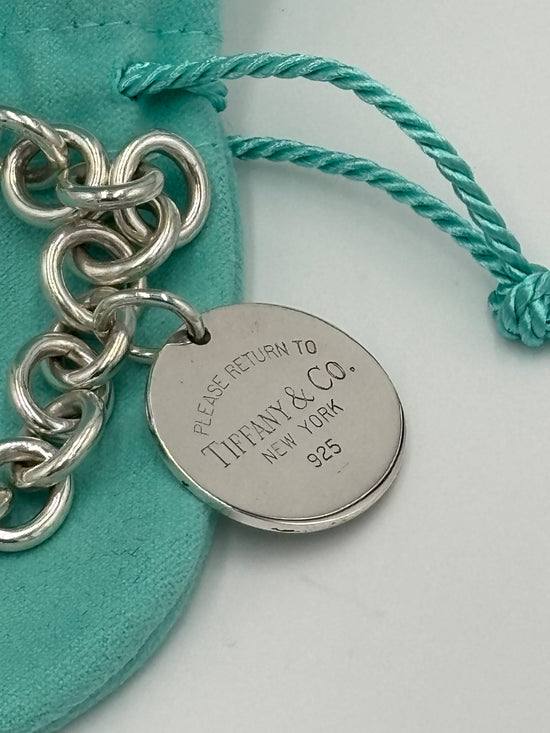 PLEASE RETURN TO
TIFFANY & CO.
NEW YORK
925